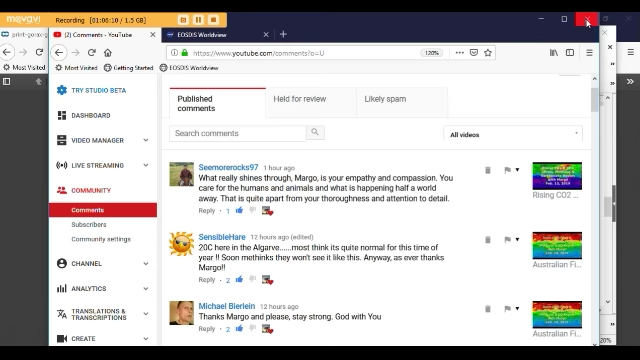 movavi Recording [01:06:10 / 1.5 GB]
print-gorox-g
(2) Comments - YouTube
EOSDIS Worldview
https://www.youtube.com/comments?o=U
120%
Most Visited
Most Visited
Getting Started
EOSDIS Worldview
TRY STUDIO BETA
DASHBOARD
VIDEO MANAGER
LIVE STREAMING
COMMUNITY
Comments
Subscribers
Community settings
CHANNEL
ANALYTICS
TRANSLATIONS &
TRANSCRIPTIONS
CREATE
Published
comments
Held for review
Likely spam
Search comments
All videos
Seemorerocks97 1 hour ago
What really shines through, Margo, is your empathy and compassion. You
care for the humans and animals and what is happening half a world
away. That is quite apart from your thoroughness and attention to detail.
Reply · 1
Rising CO2 ...
SensibleHare 12 hours ago (edited)
20C here in the Algarve......most think its quite normal for this time of
year !! Soon methinks they won't see it like this. Anyway, as ever thanks
Margo!!
Reply · 2
Australian Fi...
Michael Bierlein 12 hours ago
Thanks Margo and please, stay strong. God with You
Reply · 2
Australian Fi...
20%